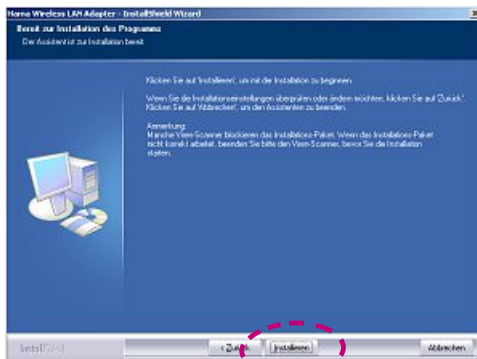 Hama Wireless LAN Adapter - InstallShield Wizard
Bereit zur Installation des Programms
Der Assistent ist zur Installation bereit.
Klicken Sie auf 'Installieren', um mit der Installation zu beginnen.
Wenn Sie die Installationseinstellungen überprüfen oder ändern möchten, klicken Sie auf 'Zurück'.
Klicken Sie auf 'Abbrechen', um den Assistenten zu beenden.
Anmerkung:
Manche Viren-Scanner blockieren das Installations-Paket. Wenn das Installations-Paket
nicht korrekt arbeitet, beenden Sie bitte den Viren-Scanner, bevor Sie die Installation
starten.
InstallShield
< Zurück
Installieren
Abbrechen